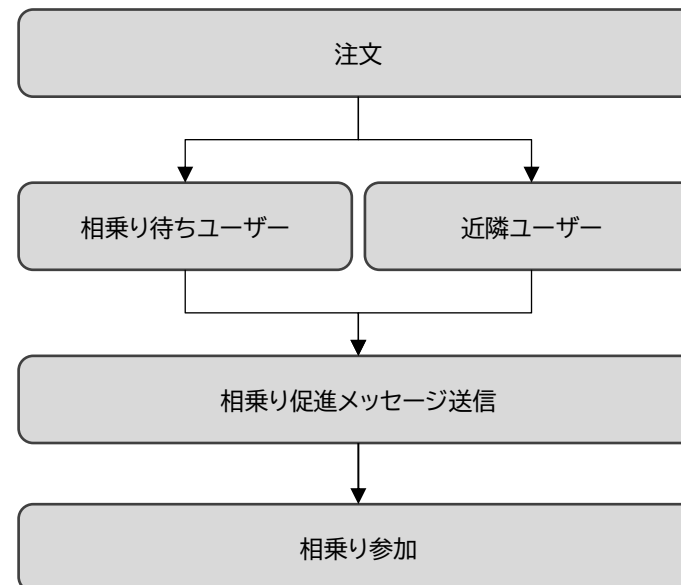 注文
相乗り待ちユーザー
近隣ユーザー
相乗り促進メッセージ送信
相乗り参加